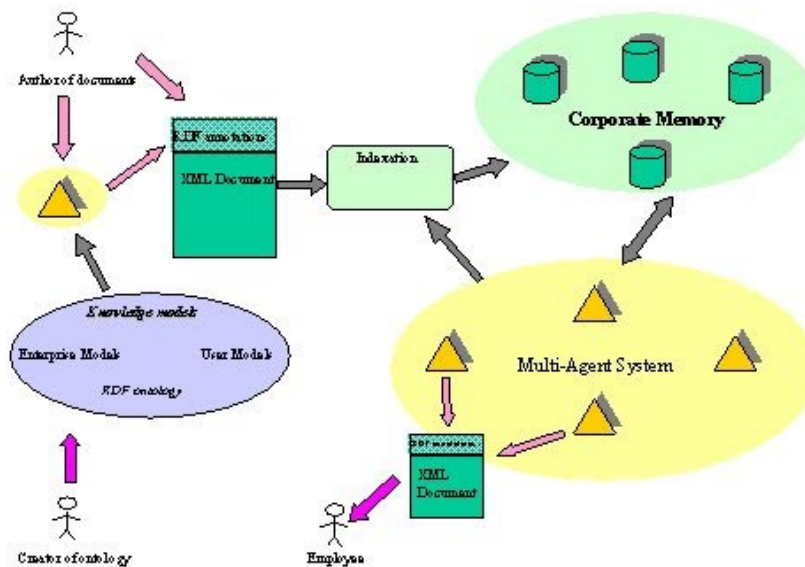 Author of documents
RDF annotations
XML Document
Indexation
Corporate Memory
Knowledge models
Enterprise Models
User Models
RDF ontology
Multi-Agent System
XML
Document
Creator of ontology
Employee